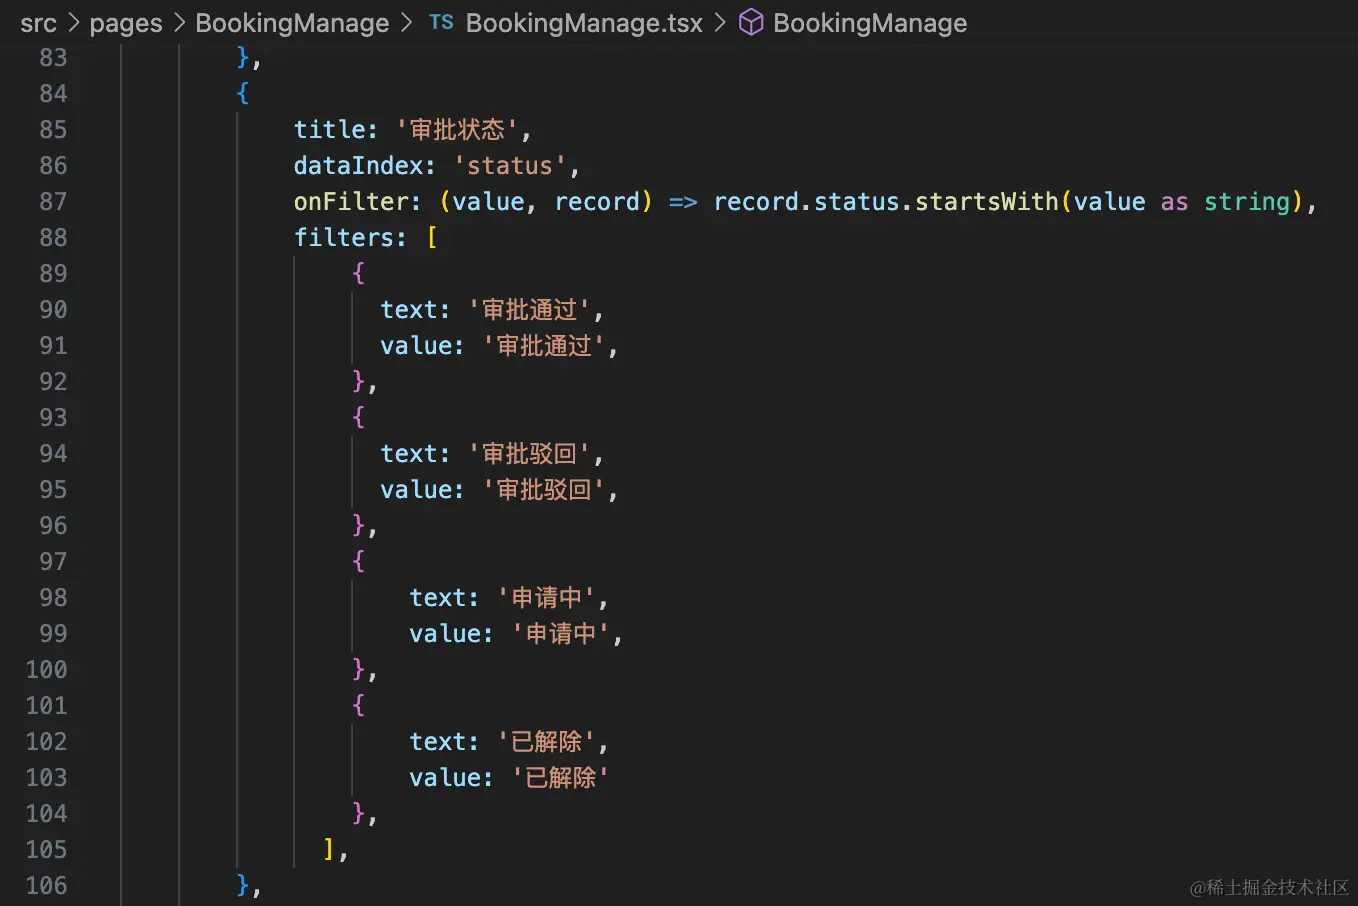 src > pages > BookingManage > TS BookingManage.tsx > BookingManage
83 },
84 {
85 title: '审批状态',
86 dataIndex: 'status',
87 onFilter: (value, record) => record.status.startsWith(value as string),
88 filters: [
89 {
90 text: '审批通过',
91 value: '审批通过',
92 },
93 {
94 text: '审批驳回',
95 value: '审批驳回',
96 },
97 {
98 text: '申请中',
99 value: '申请中',
100 },
101 {
102 text: '已解除',
103 value: '已解除'
104 },
105 ],
106 },
@稀土掘金技术社区